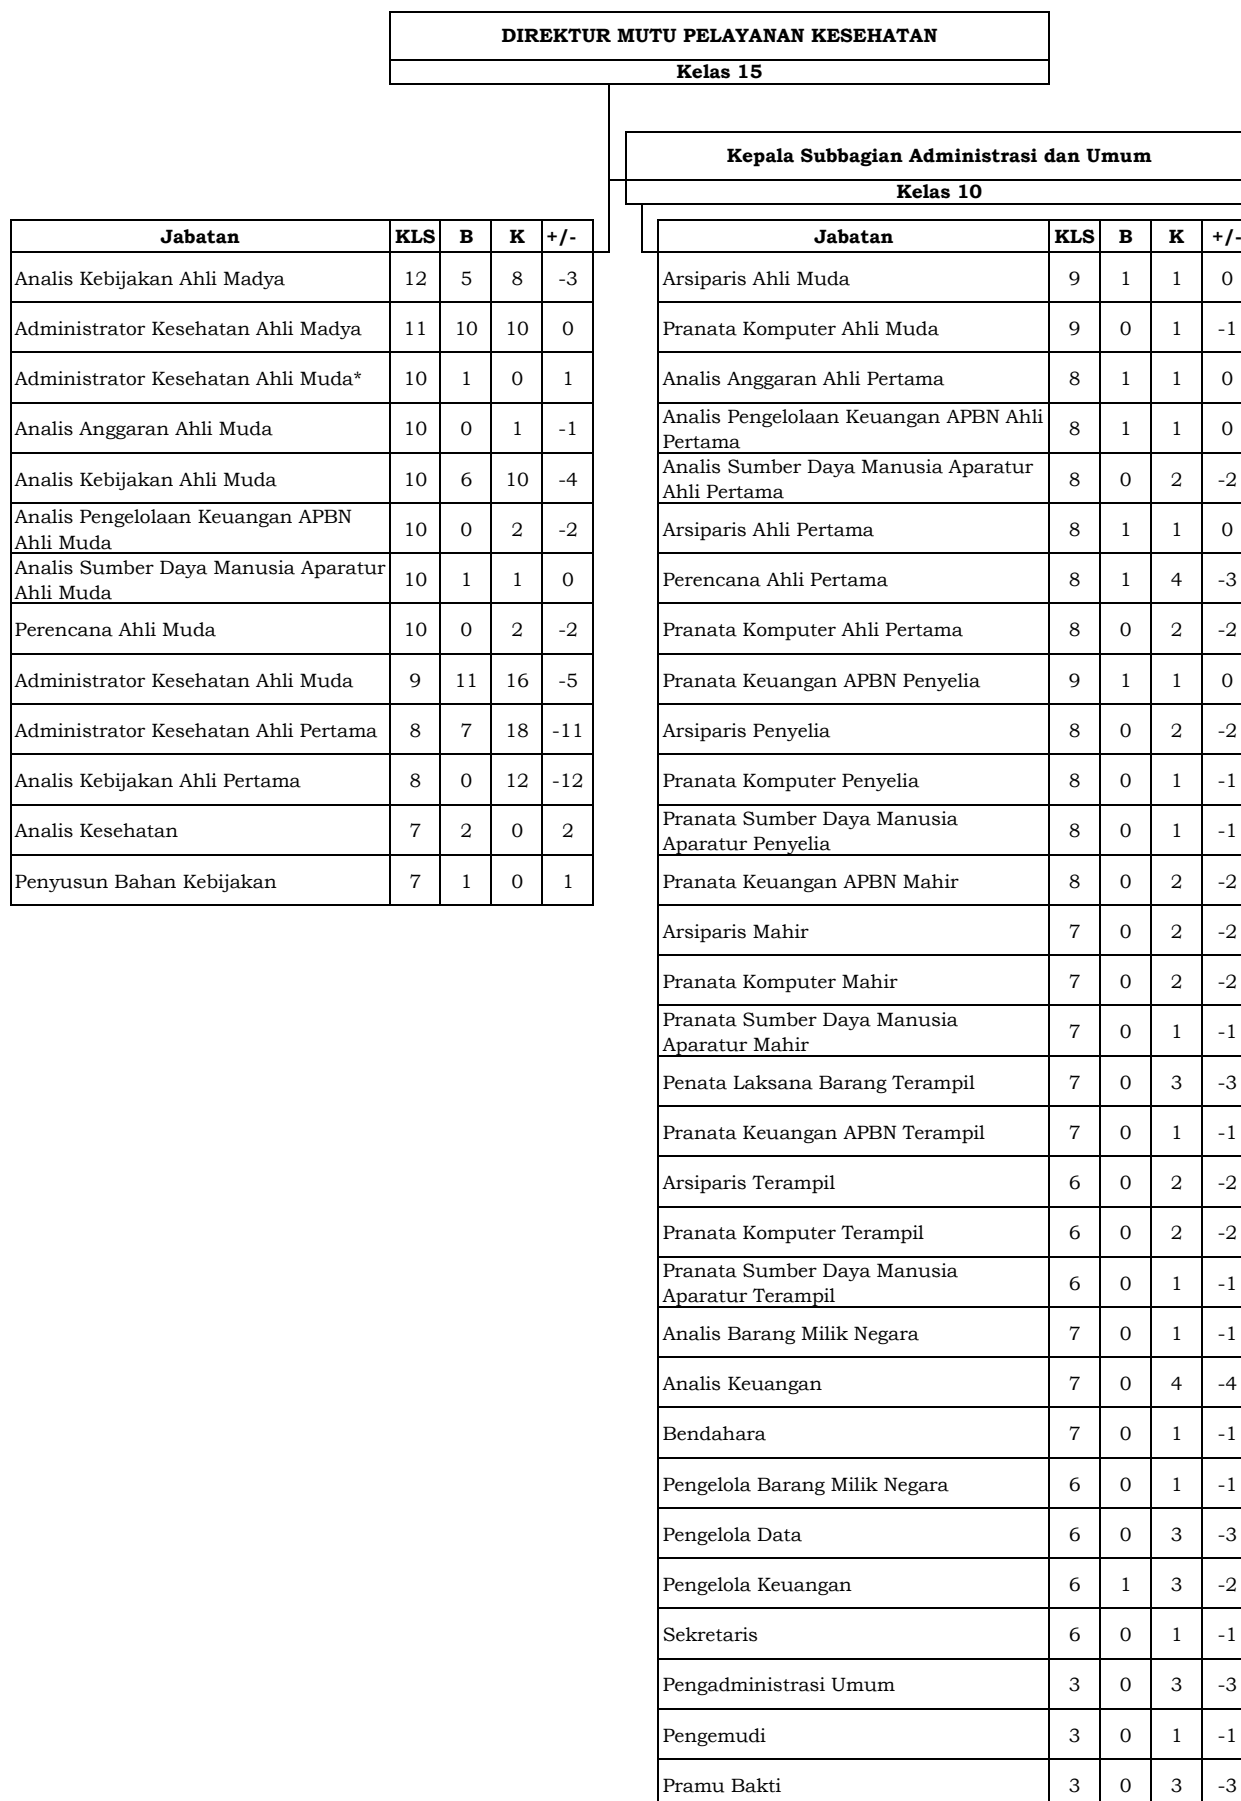 DIREKTUR MUTU PELAYANAN KESEHATAN
Kelas 15
Kepala Subbagian Administrasi dan Umum
Kelas 10
Jabatan KLS B K +/-
Analis Kebijakan Ahli Madya 12 5 8 -3
Administrator Kesehatan Ahli Madya 11 10 10 0
Administrator Kesehatan Ahli Muda* 10 1 0 1
Analis Anggaran Ahli Muda 10 0 1 -1
Analis Kebijakan Ahli Muda 10 6 10 -4
Analis Pengelolaan Keuangan APBN
Ahli Muda 10 0 2 -2
Analis Sumber Daya Manusia Aparatur
Ahli Muda 10 1 1 0
Perencana Ahli Muda 10 0 2 -2
Administrator Kesehatan Ahli Muda 9 11 16 -5
Administrator Kesehatan Ahli Pertama 8 7 18 -11
Analis Kebijakan Ahli Pertama 8 0 12 -12
Analis Kesehatan 7 2 0 2
Penyusun Bahan Kebijakan 7 1 0 1
Jabatan KLS B K +/-
Arsiparis Ahli Muda 9 1 1 0
Pranata Komputer Ahli Muda 9 0 1 -1
Analis Anggaran Ahli Pertama 8 1 1 0
Analis Pengelolaan Keuangan APBN Ahli
Pertama 8 1 1 0
Analis Sumber Daya Manusia Aparatur
Ahli Pertama 8 0 2 -2
Arsiparis Ahli Pertama 8 1 1 0
Perencana Ahli Pertama 8 1 4 -3
Pranata Komputer Ahli Pertama 8 0 2 -2
Pranata Keuangan APBN Penyelia 9 1 1 0
Arsiparis Penyelia 8 0 2 -2
Pranata Komputer Penyelia 8 0 1 -1
Pranata Sumber Daya Manusia
Aparatur Penyelia 8 0 1 -1
Pranata Keuangan APBN Mahir 8 0 2 -2
Arsiparis Mahir 7 0 2 -2
Pranata Komputer Mahir 7 0 2 -2
Pranata Sumber Daya Manusia
Aparatur Mahir 7 0 1 -1
Penata Laksana Barang Terampil 7 0 3 -3
Pranata Keuangan APBN Terampil 7 0 1 -1
Arsiparis Terampil 6 0 2 -2
Pranata Komputer Terampil 6 0 2 -2
Pranata Sumber Daya Manusia
Aparatur Terampil 6 0 1 -1
Analis Barang Milik Negara 7 0 1 -1
Analis Keuangan 7 0 4 -4
Bendahara 7 0 1 -1
Pengelola Barang Milik Negara 6 0 1 -1
Pengelola Data 6 0 3 -3
Pengelola Keuangan 6 1 3 -2
Sekretaris 6 0 1 -1
Pengadministrasi Umum 3 0 3 -3
Pengemudi 3 0 1 -1
Pramu Bakti 3 0 3 -3